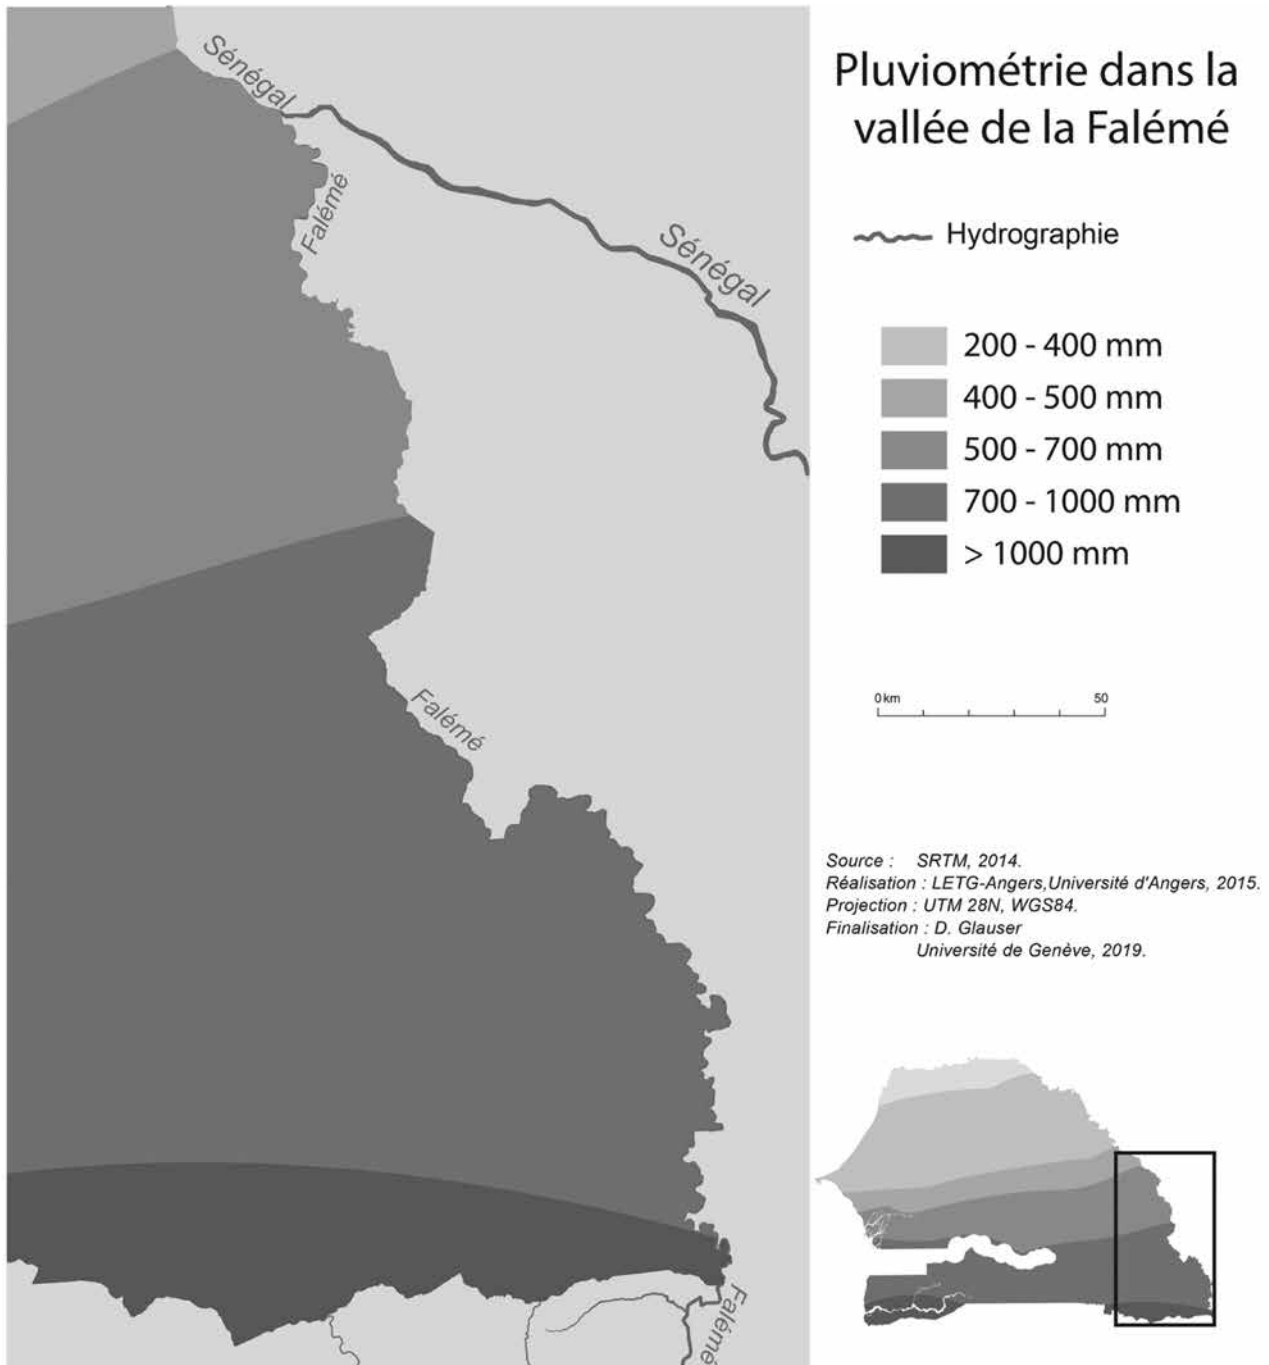 Pluviométrie dans la
vallée de la Falémé
Hydrographie
200 - 400 mm
400 - 500 mm
500 - 700 mm
700 - 1000 mm
> 1000 mm
0 km 50
Source : SRTM, 2014.
Réalisation : LETG-Angers,Université d'Angers, 2015.
Projection : UTM 28N, WGS84.
Finalisation : D. Glauser
Université de Genève, 2019.
Sénégal
Falémé
Sénégal
Falémé
Falémé